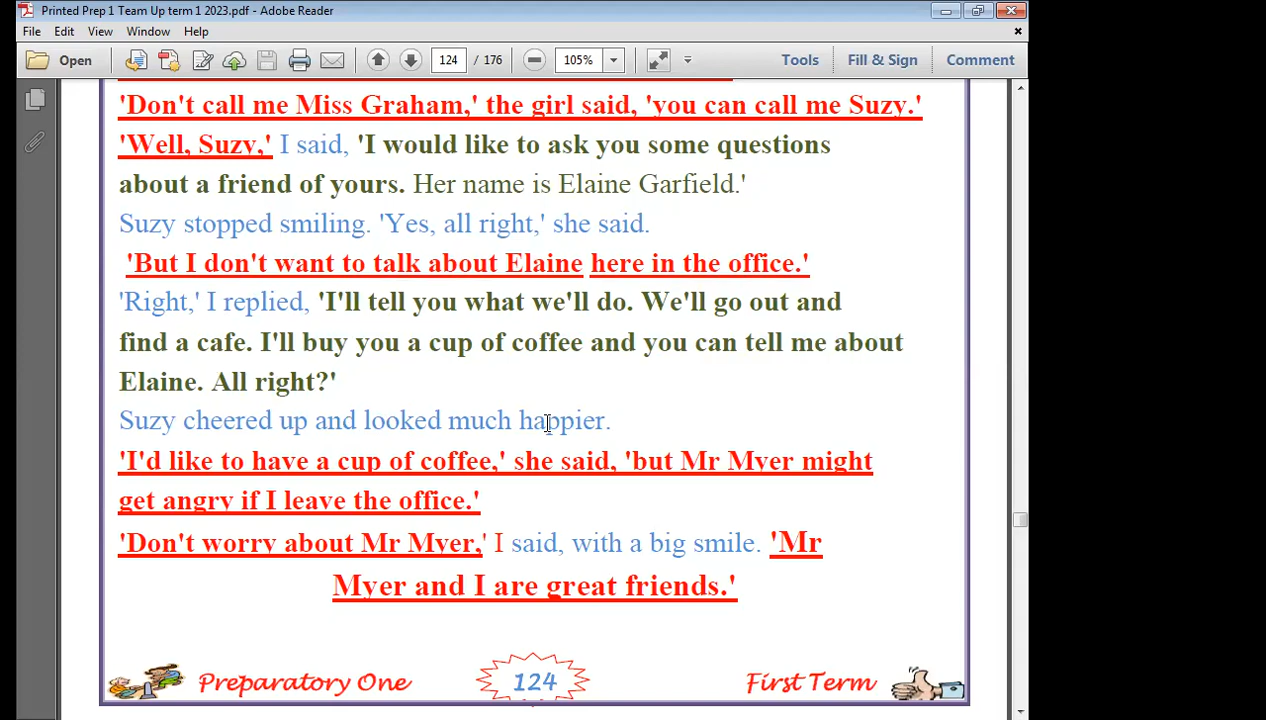 Printed Prep 1 Team Up term 1 2023.pdf - Adobe Reader
File Edit View Window Help
Open 124 / 176 105% Tools Fill & Sign Comment
'Don't call me Miss Graham,' the girl said, 'you can call me Suzy.'
'Well, Suzy,' I said, 'I would like to ask you some questions
about a friend of yours. Her name is Elaine Garfield.'
Suzy stopped smiling. 'Yes, all right,' she said.
'But I don't want to talk about Elaine here in the office.'
'Right,' I replied, 'I'll tell you what we'll do. We'll go out and
find a cafe. I'll buy you a cup of coffee and you can tell me about
Elaine. All right?'
Suzy cheered up and looked much happier.
'I'd like to have a cup of coffee,' she said, 'but Mr Myer might
get angry if I leave the office.'
'Don't worry about Mr Myer,' I said, with a big smile. 'Mr
Myer and I are great friends.'
Preparatory One 124 First Term